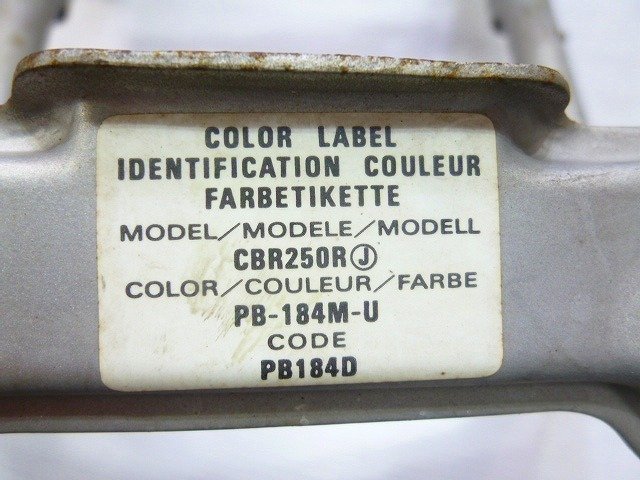 COLOR LABEL
IDENTIFICATION COULEUR
FARBETIKETTE
MODEL/MODELE/MODELL
CBR250RⒿ
COLOR/COULEUR/FARBE
PB-184M-U
CODE
PB184D